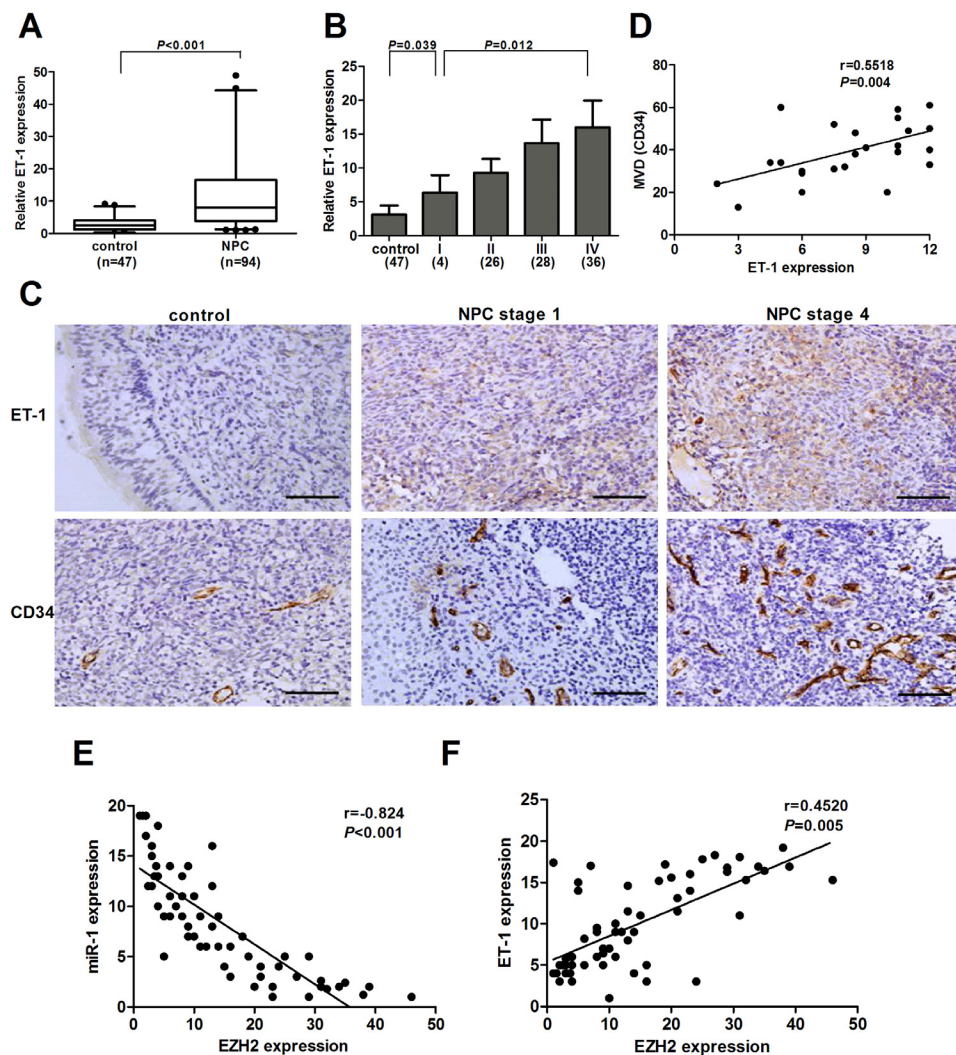 A
P<0.001
Relative ET-1 expression
50
40
30
20
10
0
control
(n=47)
NPC
(n=94)
B
P=0.039
P=0.012
Relative ET-1 expression
25
20
15
10
5
0
control
(47)
I
(4)
II
(26)
III
(28)
IV
(36)
D
r=0.5518
P=0.004
MVD (CD34)
80
60
40
20
0
0
3
6
9
12
ET-1 expression
C
control
NPC stage 1
NPC stage 4
ET-1
CD34
E
r=-0.824
P<0.001
miR-1 expression
20
15
10
5
0
0
10
20
30
40
50
EZH2 expression
F
r=0.4520
P=0.005
ET-1 expression
25
20
15
10
5
0
0
10
20
30
40
50
EZH2 expression